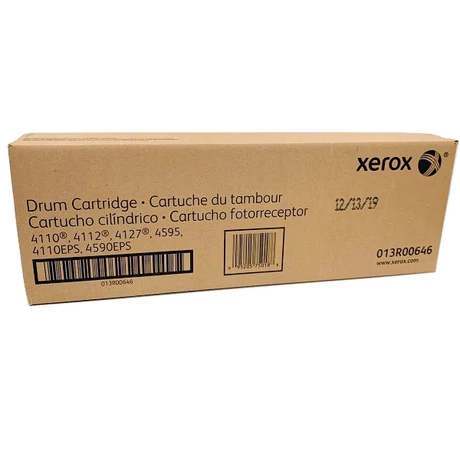 xerox
Drum Cartridge • Cartuche du tambour
Cartucho cilíndrico • Cartucho fotorreceptor
4110®, 4112®, 4127®, 4595,
4110EPS, 4590EPS
12/13/19
013R00646
www.xerox.com
013R00646